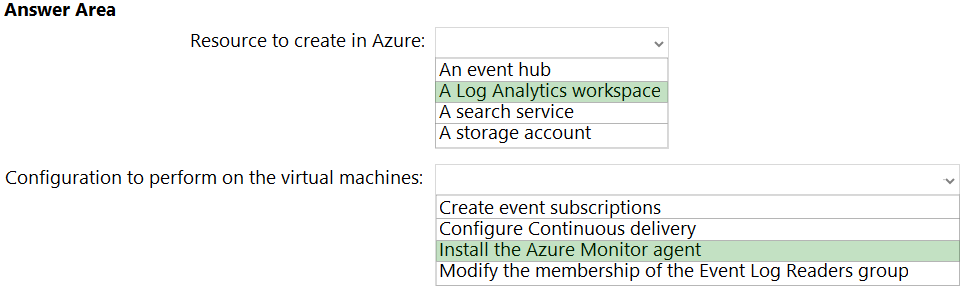 Answer Area
Resource to create in Azure:
An event hub
A Log Analytics workspace
A search service
A storage account
Configuration to perform on the virtual machines:
Create event subscriptions
Configure Continuous delivery
Install the Azure Monitor agent
Modify the membership of the Event Log Readers group